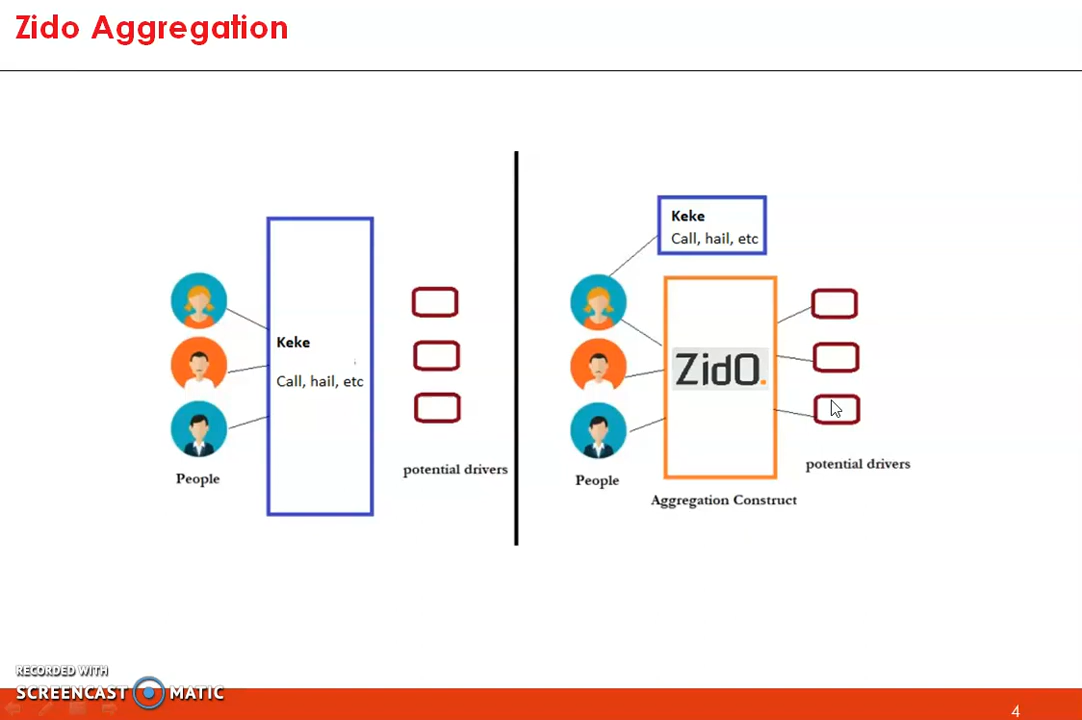 Zido Aggregation
Keke
Call, hail, etc
People
potential drivers
Keke
Call, hail, etc
ZidO.
People
Aggregation Construct
potential drivers
RECORDED WITH
SCREENCAST MATIC
4